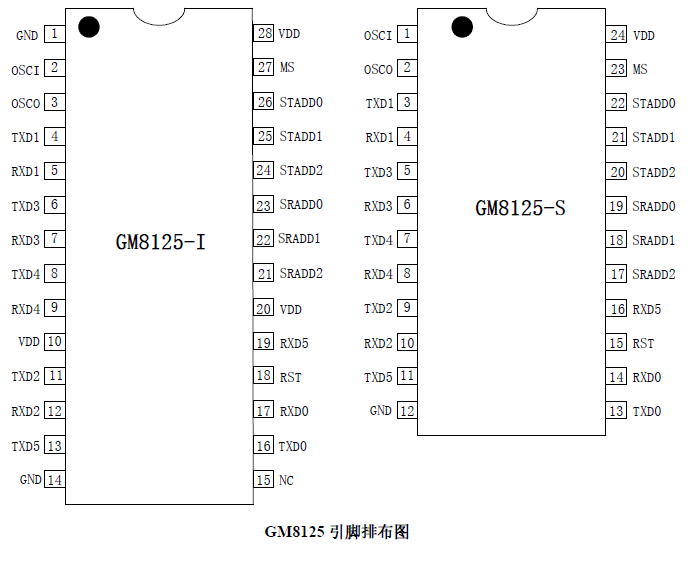 GND 1 28 VDD
OSCI 2 27 MS
OSCO 3 26 STADD0
TXD1 4 25 STADD1
RXD1 5 24 STADD2
TXD3 6 23 SRADD0
RXD3 7 22 SRADD1
TXD4 8 21 SRADD2
RXD4 9 20 VDD
VDD 10 19 RXD5
TXD2 11 18 RST
RXD2 12 17 RXD0
TXD5 13 16 TXD0
GND 14 15 NC
GM8125-I
OSCI 1 24 VDD
OSCO 2 23 MS
TXD1 3 22 STADD0
RXD1 4 21 STADD1
TXD3 5 20 STADD2
RXD3 6 19 SRADD0
TXD4 7 18 SRADD1
RXD4 8 17 SRADD2
TXD2 9 16 RXD5
RXD2 10 15 RST
TXD5 11 14 RXD0
GND 12 13 TXD0
GM8125-S
GM8125 引脚排布图